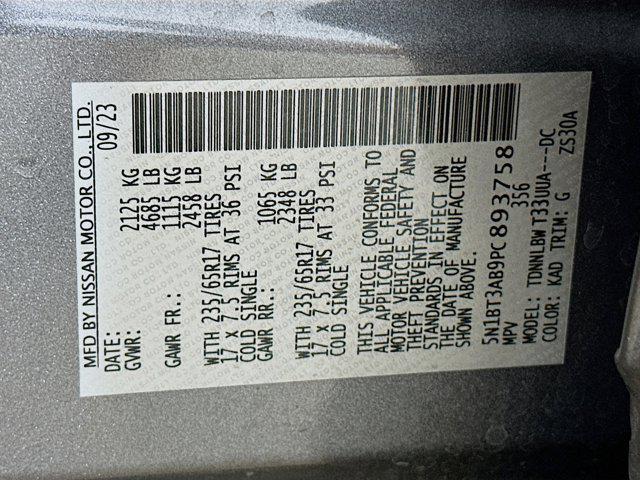 MFD BY NISSAN MOTOR CO., LTD.
DATE: 09/23
GVWR: 2125 KG
4685 LB
GAWR FR.: 1115 KG
2458 LB
WITH 235/65R17 TIRES
17 X 7.5 RIMS AT 36 PSI
COLD SINGLE
GAWR RR.: 1065 KG
2348 LB
WITH 235/65R17 TIRES
17 X 7.5 RIMS AT 33 PSI
COLD SINGLE
THIS VEHICLE CONFORMS TO
ALL APPLICABLE FEDERAL
MOTOR VEHICLE SAFETY AND
THEFT PREVENTION
STANDARDS IN EFFECT ON
THE DATE OF MANUFACTURE
SHOWN ABOVE.
5N1BT3AB9PC893758
MPV 356
MODEL: TDNNLBW T33UUA---DC
COLOR: KAD TRIM: G ZS30A